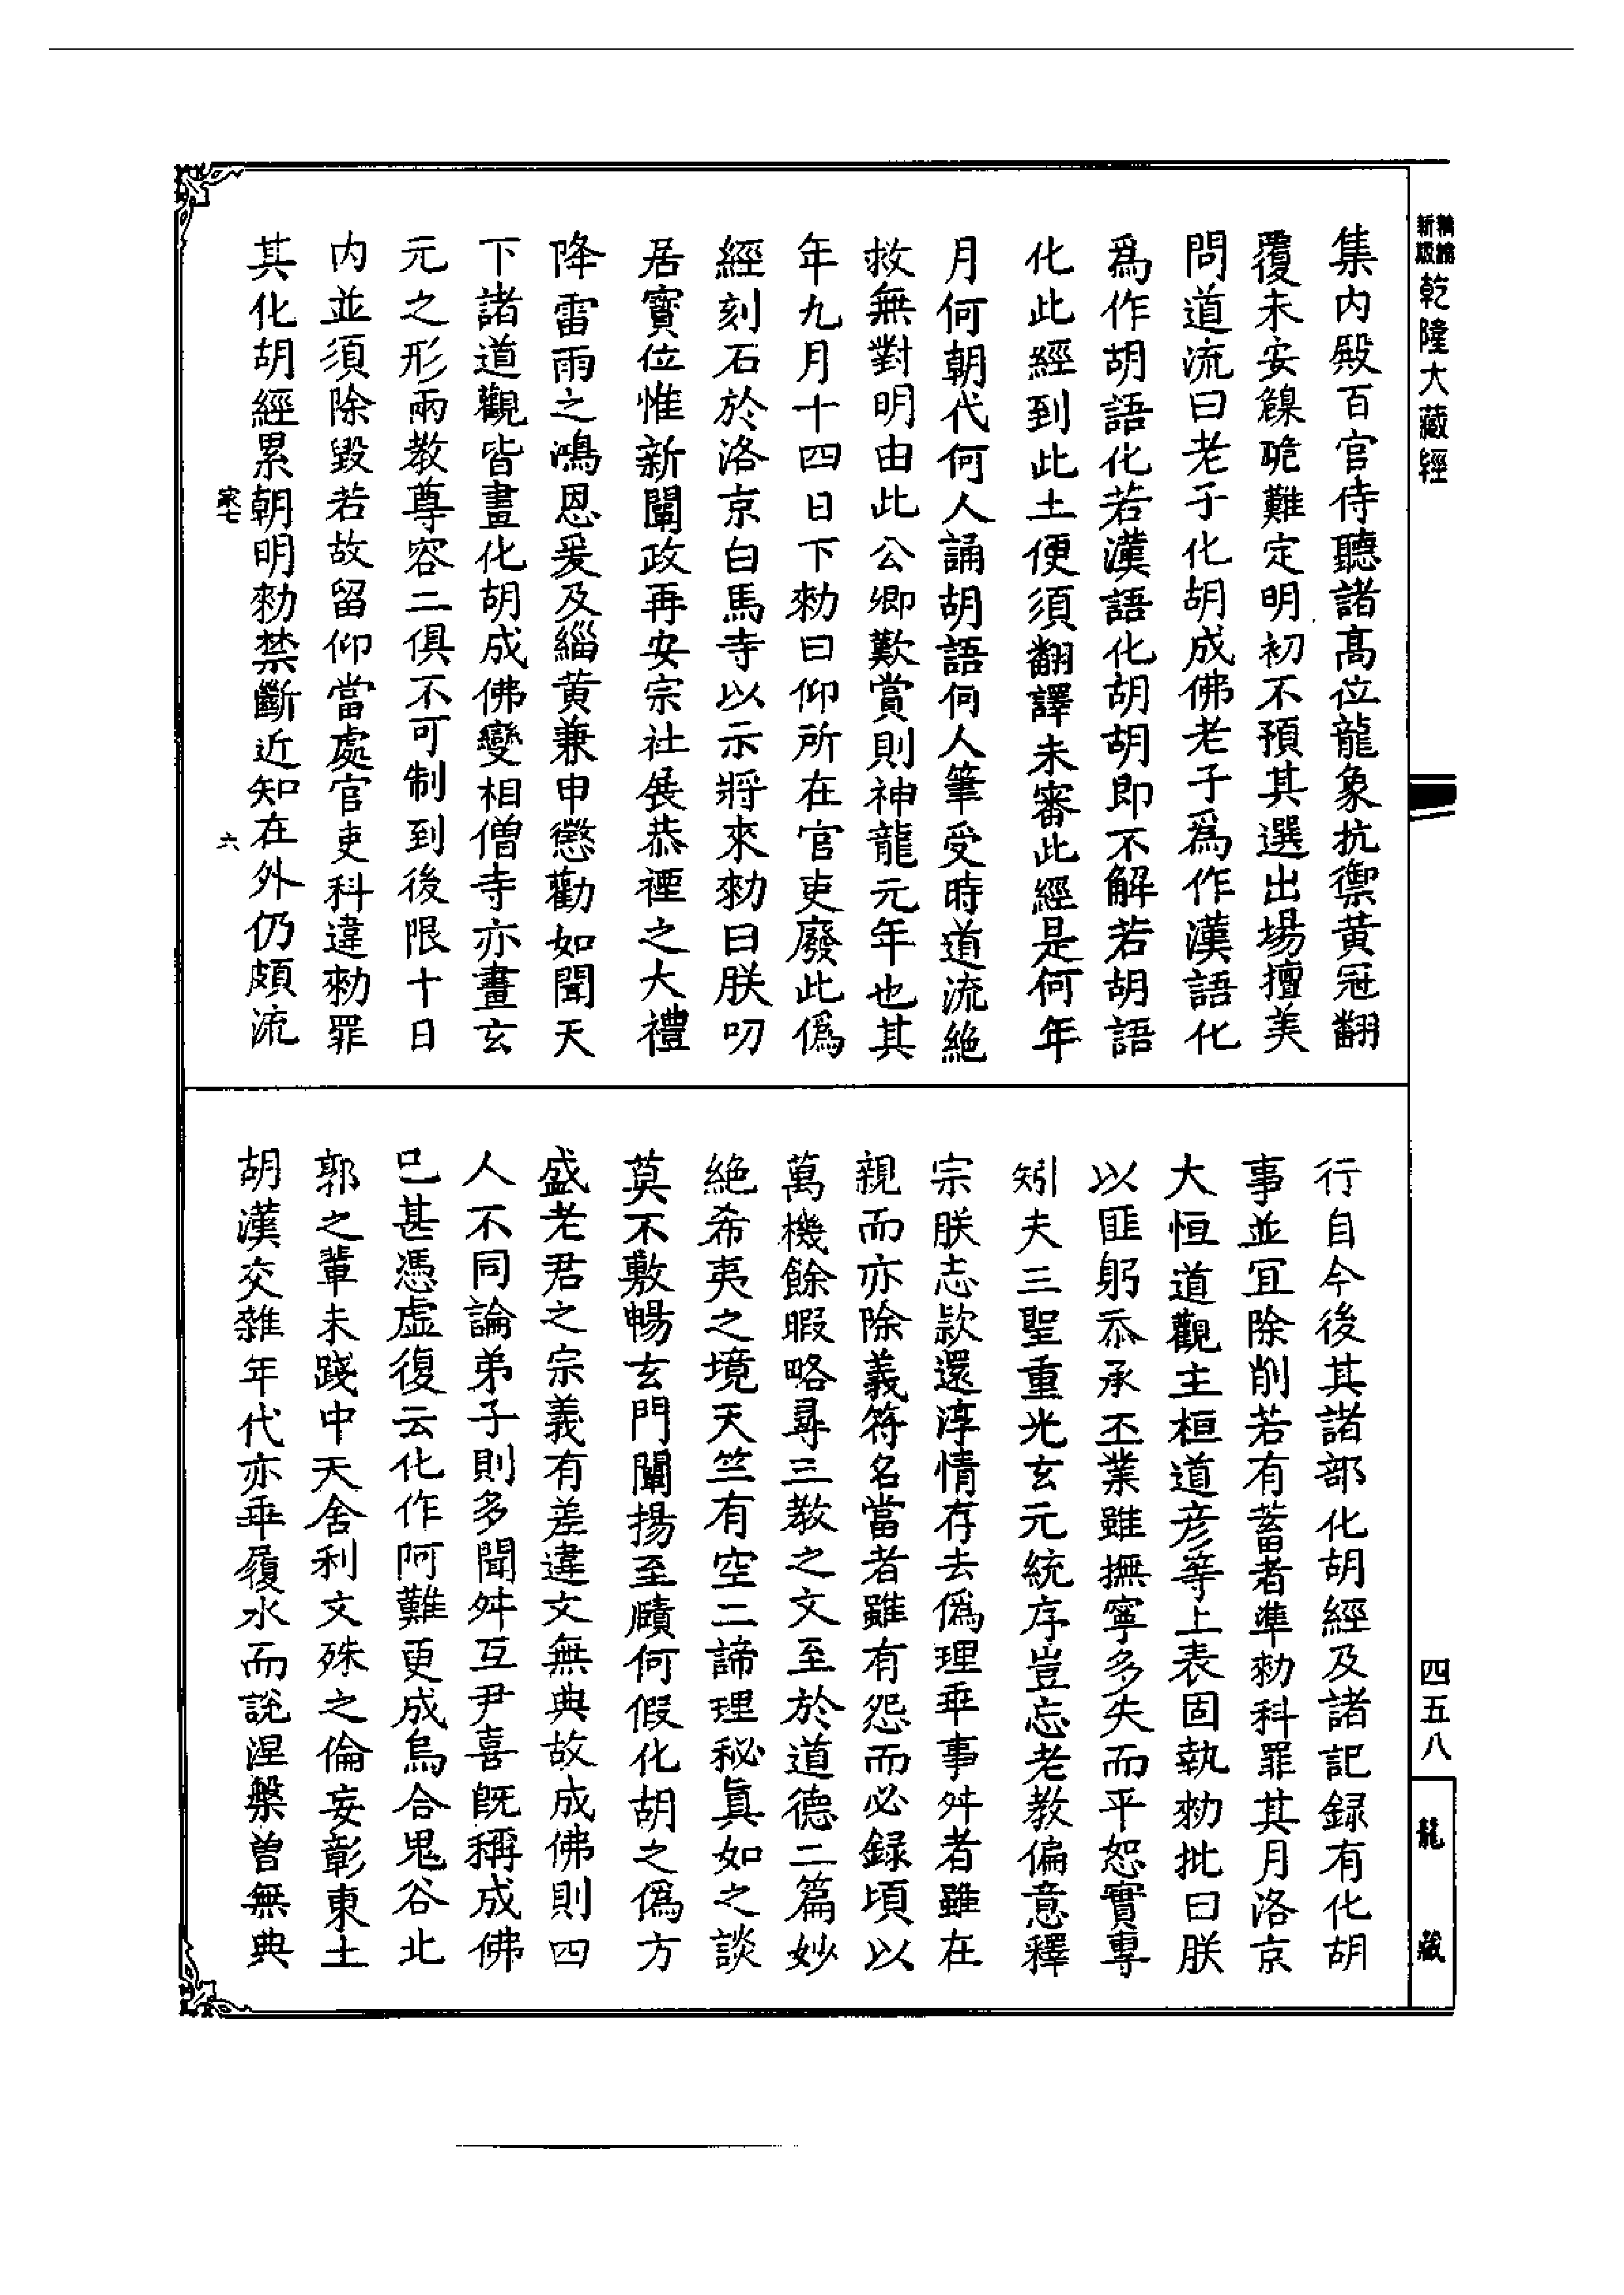 新版精縮
乾隆大藏經
集內殿百官侍聽諸髙位龍象抗禦黃冠翻
覆未安難定明初不預其選出場擅美
問道流曰老子化胡成佛老子爲作漢語化
爲作胡語化若漢語化胡胡即不解若胡語
化此經到此土便須翻譯未審此經是何年
月何朝代何人誦胡語何人筆受時道流絶
救無對明由此公卿歎賞則神龍元年也其
年九月十四日下勑曰仰所在官吏廢此僞
經刻石於洛京白馬寺以示將來勑曰朕叨
居寶位惟新闡政再安宗社展恭禋之大禮
降雷雨之鴻恩爰及緇黃兼申懲勸如聞天
下諸道觀皆畫化胡成佛變相僧寺亦畫玄
元之形兩教尊容二俱不可制到後限十日
內並須除毀若故留仰當處官吏科違勑罪
其化胡經累朝明勑禁斷近知在外仍頗流
家七
六
行自今後其諸部化胡經及諸記録有化胡
事並冝除削若有蓄者準勑科罪其月洛京
大恒道觀主桓道彦等上表固執勑批曰朕
以匪躬忝承丕業雖撫寧多失而平恕實專
矧夫三聖重光玄元統序豈忘老教偏意釋
宗朕志欵還淳情存去僞理乖事舛者雖在
親而亦除義符名當者雖有怨而必録頃以
萬機餘暇略尋三教之文至於道德二篇妙
絶希夷之境天竺有空二諦理秘眞如之談
莫不敷暢玄門闡揚至賾何假化胡之僞方
盛老君之宗義有差違文無典故成佛則四
人不同論弟子則多聞舛互尹喜旣稱成佛
已甚憑虛復云化作阿難更成烏合鬼谷北
郭之輩未踐中天舍利文殊之倫妄彰東土
胡漢交雜年代亦乖履水而說涅槃曾無典
四五八
龍藏